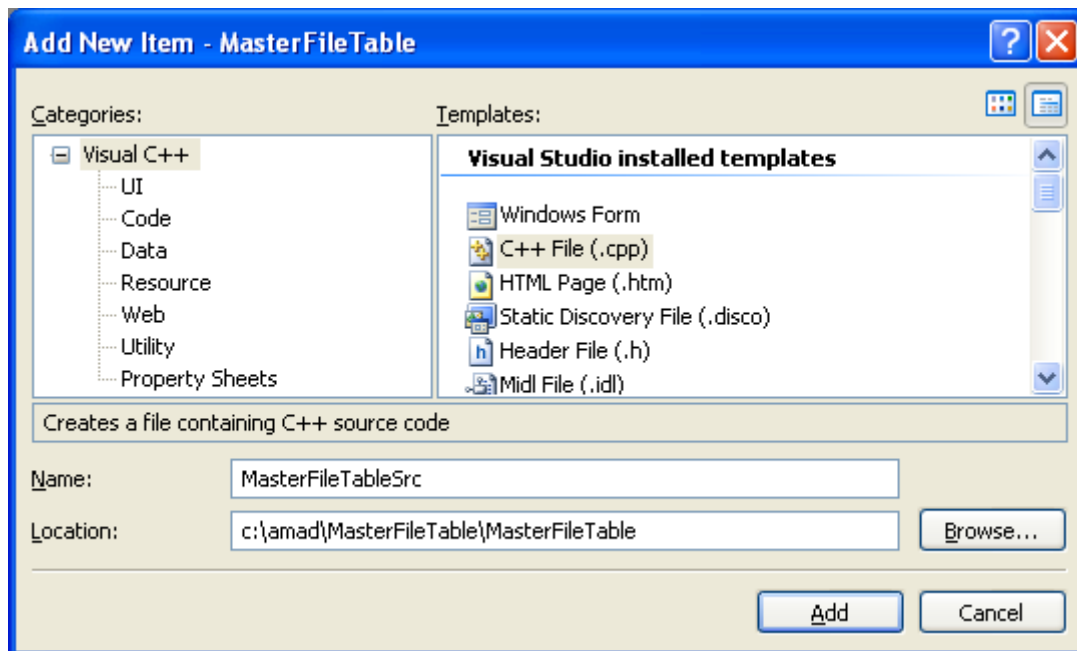 Add New Item - MasterFileTable
Categories:
Templates:
Visual C++
UI
Code
Data
Resource
Web
Utility
Property Sheets
Visual Studio installed templates
Windows Form
C++ File (.cpp)
HTML Page (.htm)
Static Discovery File (.disco)
Header File (.h)
Midl File (.idl)
Creates a file containing C++ source code
Name:
MasterFileTableSrc
Location:
c:\amad\MasterFileTable\MasterFileTable
Browse...
Add
Cancel